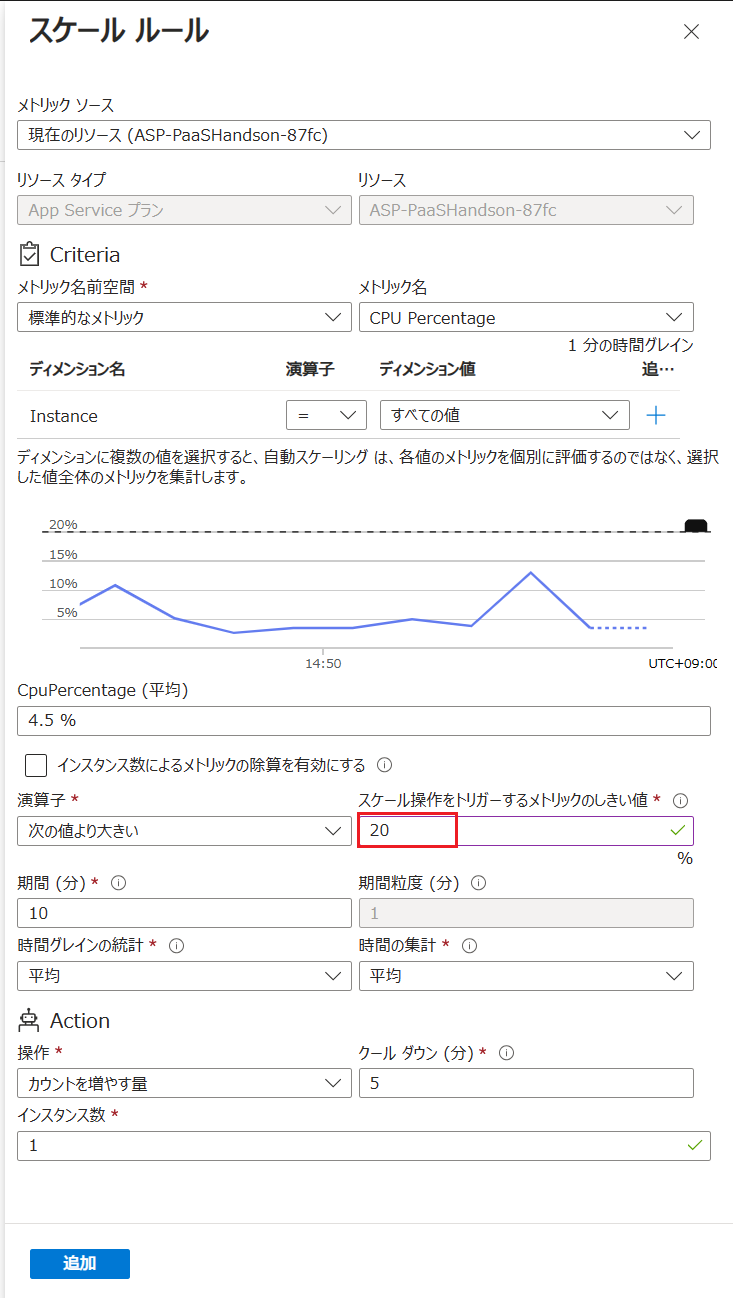 スケール ルール
メトリック ソース
現在のリソース (ASP-PaaSHandson-87fc)
リソース タイプ リソース
App Service プラン ASP-PaaSHandson-87fc
Criteria
メトリック名前空間 * メトリック名
標準的なメトリック CPU Percentage
1 分の時間グレイン
ディメンション名 演算子 ディメンション値 追…
Instance = すべての値 +
ディメンションに複数の値を選択すると、自動スケーリング は、各値のメトリックを個別に評価するのではなく、選択
した値全体のメトリックを集計します。
20%
15%
10%
5%
14:50 UTC+09:00
CpuPercentage (平均)
4.5 %
インスタンス数によるメトリックの除算を有効にする
演算子 * スケール操作をトリガーするメトリックのしきい値 *
次の値より大きい 20
%
期間 (分) * 期間粒度 (分)
10 1
時間グレインの統計 * 時間の集計 *
平均 平均
Action
操作 * クール ダウン (分) *
カウントを増やす量 5
インスタンス数 *
1
追加